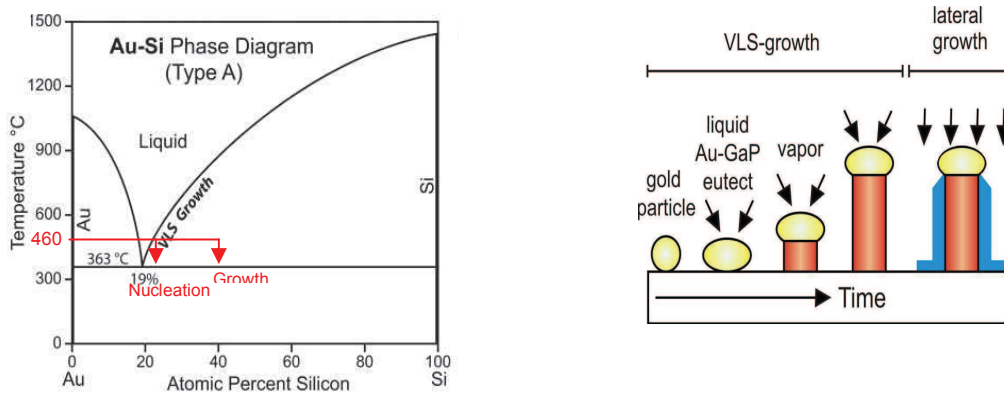 1500
1200
900
600
460
300
0
Temperature °C
Au-Si Phase Diagram
(Type A)
Liquid
VLS Growth
Au
Si
363 °C
19%
Nucleation
Growth
0
20
40
60
80
100
Au
Atomic Percent Silicon
Si
VLS-growth
lateral
growth
liquid
Au-GaP
eutect
vapor
gold
particle
Time